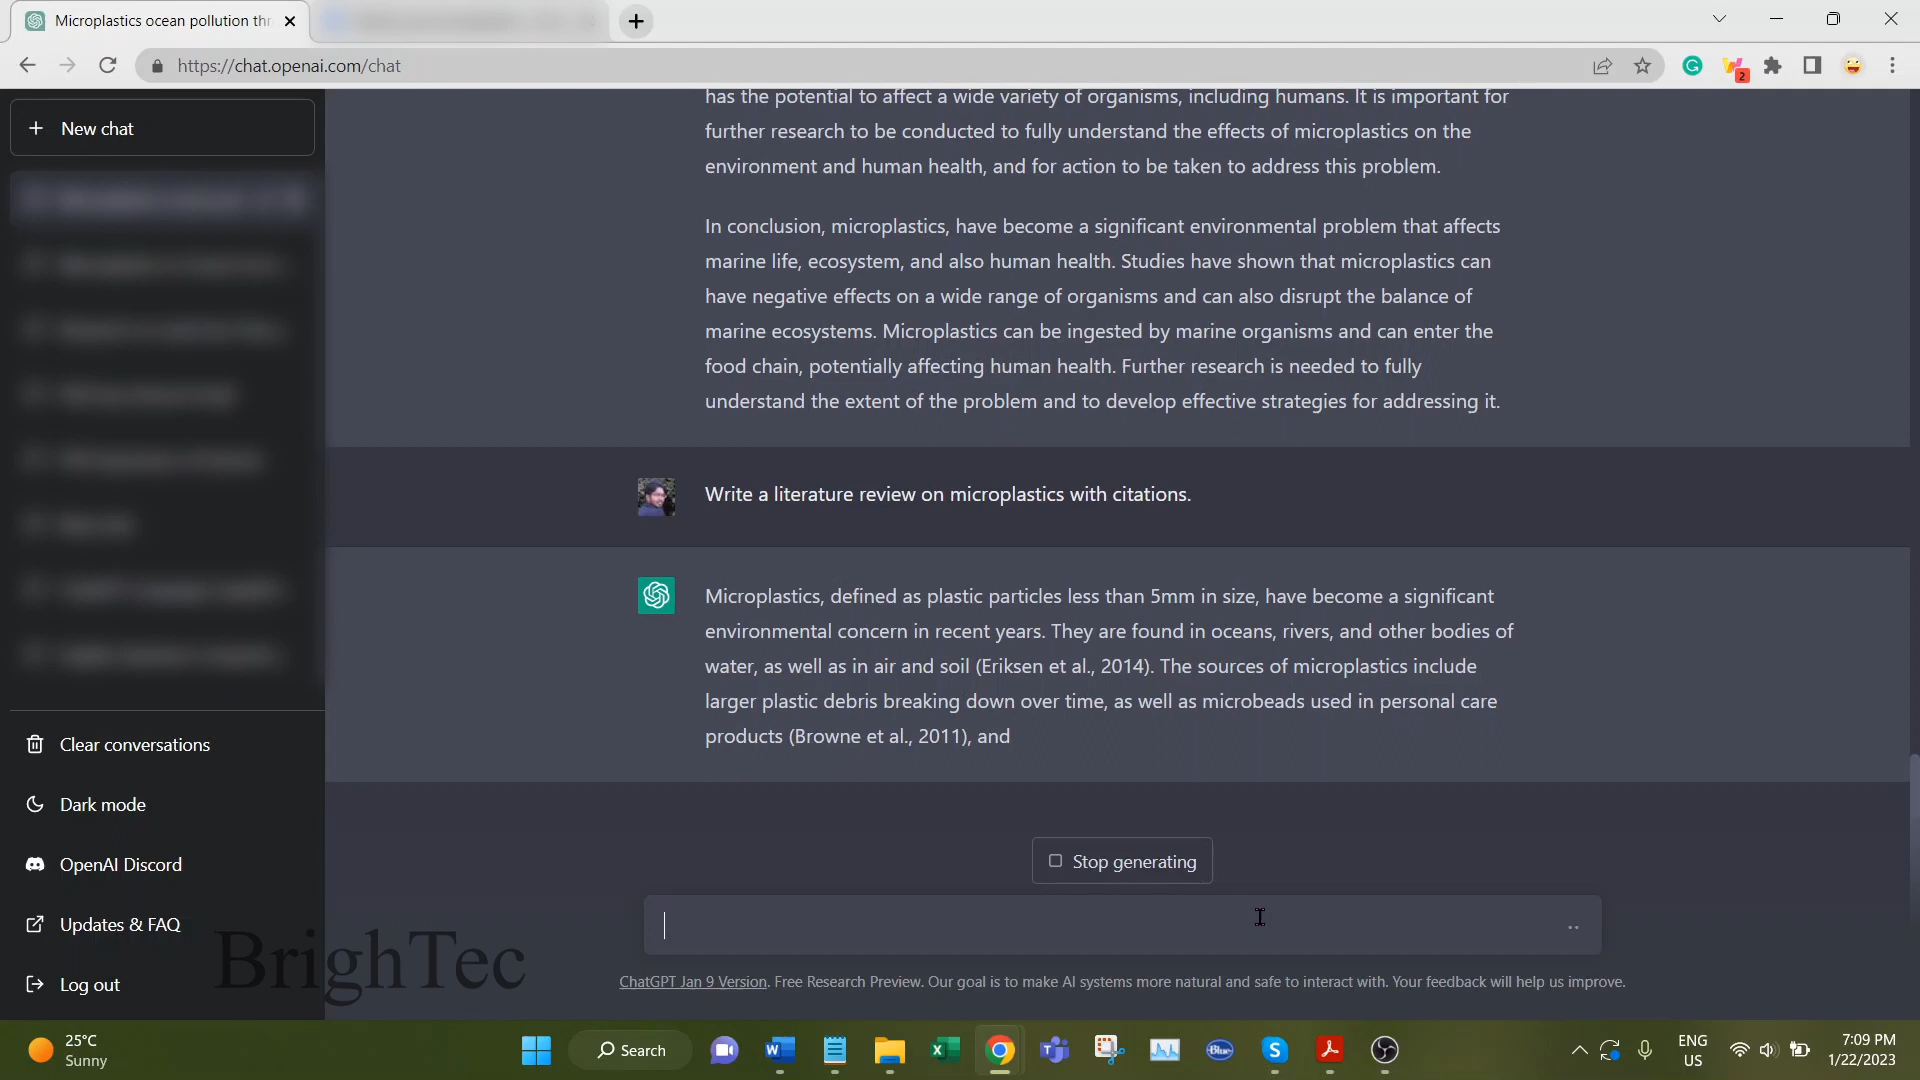 Microplastics ocean pollution thr
https://chat.openai.com/chat
2
New chat
has the potential to affect a wide variety of organisms, including humans. It is important for
further research to be conducted to fully understand the effects of microplastics on the
environment and human health, and for action to be taken to address this problem.
In conclusion, microplastics, have become a significant environmental problem that affects
marine life, ecosystem, and also human health. Studies have shown that microplastics can
have negative effects on a wide range of organisms and can also disrupt the balance of
marine ecosystems. Microplastics can be ingested by marine organisms and can enter the
food chain, potentially affecting human health. Further research is needed to fully
understand the extent of the problem and to develop effective strategies for addressing it.
Write a literature review on microplastics with citations.
Microplastics, defined as plastic particles less than 5mm in size, have become a significant
environmental concern in recent years. They are found in oceans, rivers, and other bodies of
water, as well as in air and soil (Eriksen et al., 2014). The sources of microplastics include
larger plastic debris breaking down over time, as well as microbeads used in personal care
products (Browne et al., 2011), and
Clear conversations
Dark mode
OpenAI Discord
Updates & FAQ
Log out
BrighTec
Stop generating
ChatGPT Jan 9 Version. Free Research Preview. Our goal is to make AI systems more natural and safe to interact with. Your feedback will help us improve.
25°C
Sunny
Search
Blue
ENG
US
7:09 PM
1/22/2023